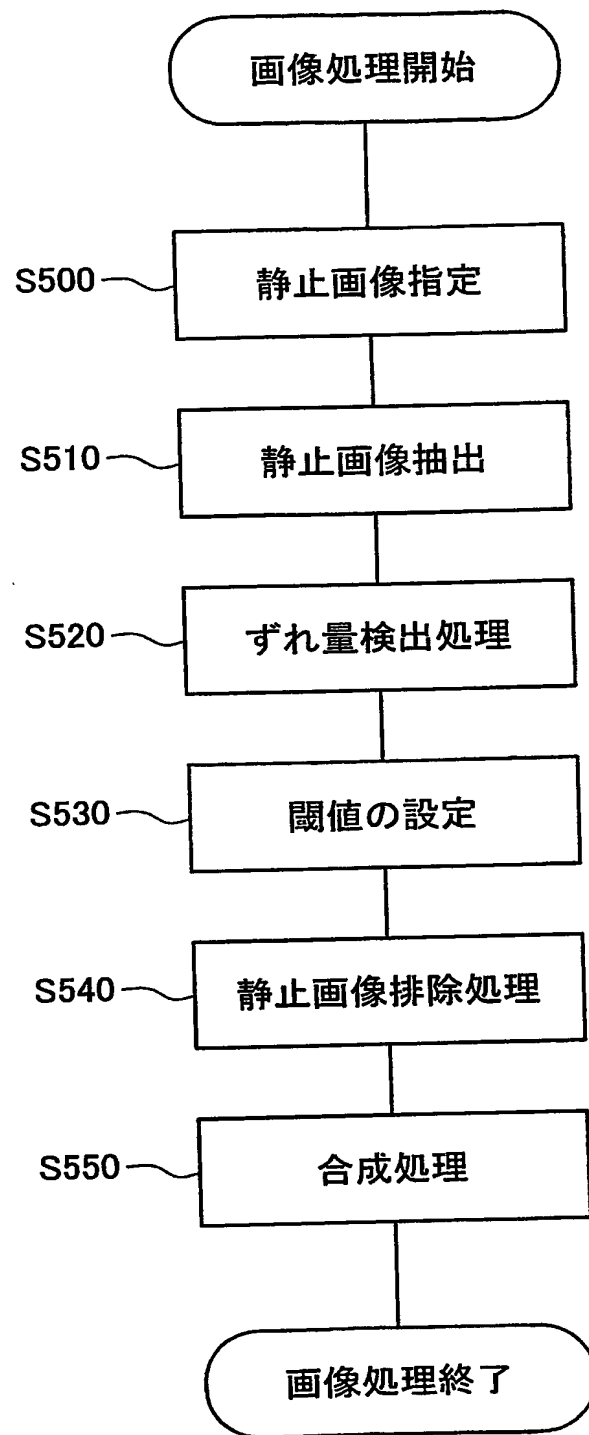 画像処理開始
S500 静止画像指定
S510 静止画像抽出
S520 ずれ量検出処理
S530 閾値の設定
S540 静止画像排除処理
S550 合成処理
画像処理終了